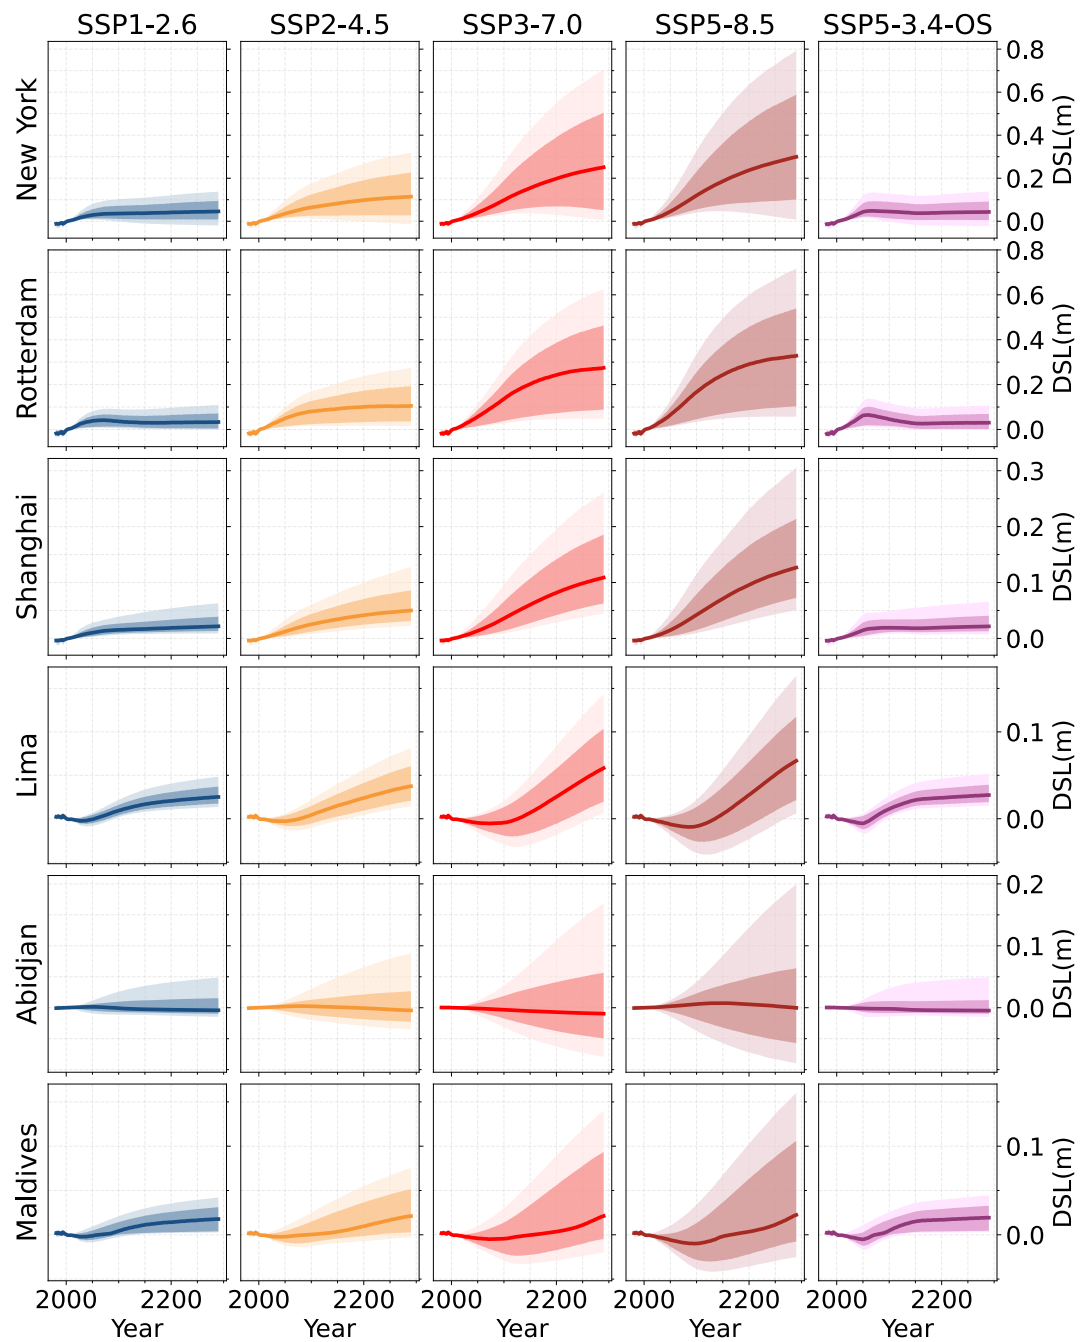 SSP1-2.6 SSP2-4.5 SSP3-7.0 SSP5-8.5 SSP5-3.4-OS
New York
0.8
0.6
0.4
0.2
0.0
DSL(m)
Rotterdam
0.8
0.6
0.4
0.2
0.0
DSL(m)
Shanghai
0.3
0.2
0.1
0.0
DSL(m)
Lima
0.1
0.0
DSL(m)
Abidjan
0.2
0.1
0.0
DSL(m)
Maldives
0.1
0.0
DSL(m)
2000 2200 2000 2200 2000 2200 2000 2200 2000 2200
Year Year Year Year Year